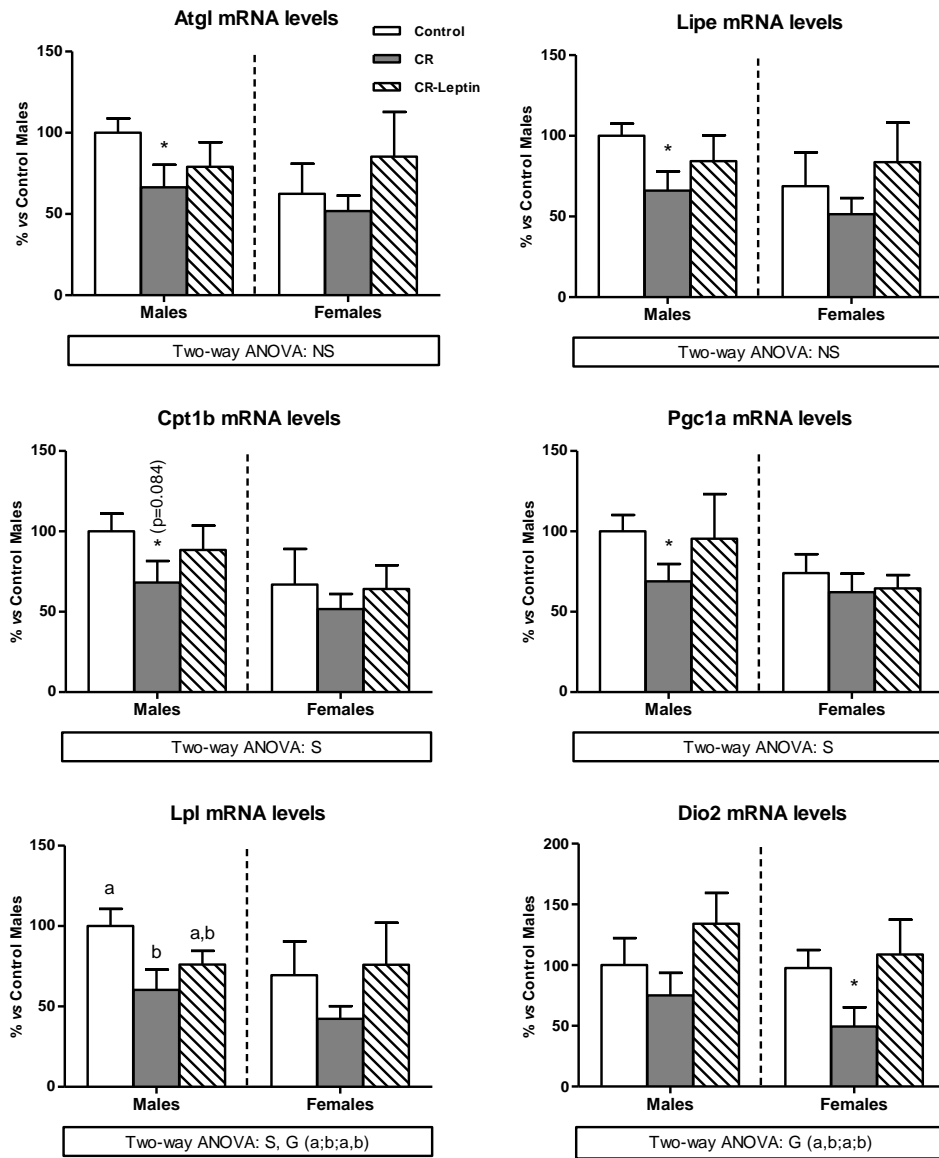 Atgl mRNA levels
Control
CR
CR-Leptin
150
100
50
0
% vs Control Males
*
Males
Females
Two-way ANOVA: NS
Lipe mRNA levels
150
100
50
0
% vs Control Males
*
Males
Females
Two-way ANOVA: NS
Cpt1b mRNA levels
150
100
50
0
% vs Control Males
* (p=0.084)
Males
Females
Two-way ANOVA: S
Pgc1a mRNA levels
150
100
50
0
% vs Control Males
*
Males
Females
Two-way ANOVA: S
Lpl mRNA levels
150
100
50
0
% vs Control Males
a
b
a,b
Males
Females
Two-way ANOVA: S, G (a;b;a,b)
Dio2 mRNA levels
200
150
100
50
0
% vs Control Males
*
Males
Females
Two-way ANOVA: G (a,b;a;b)